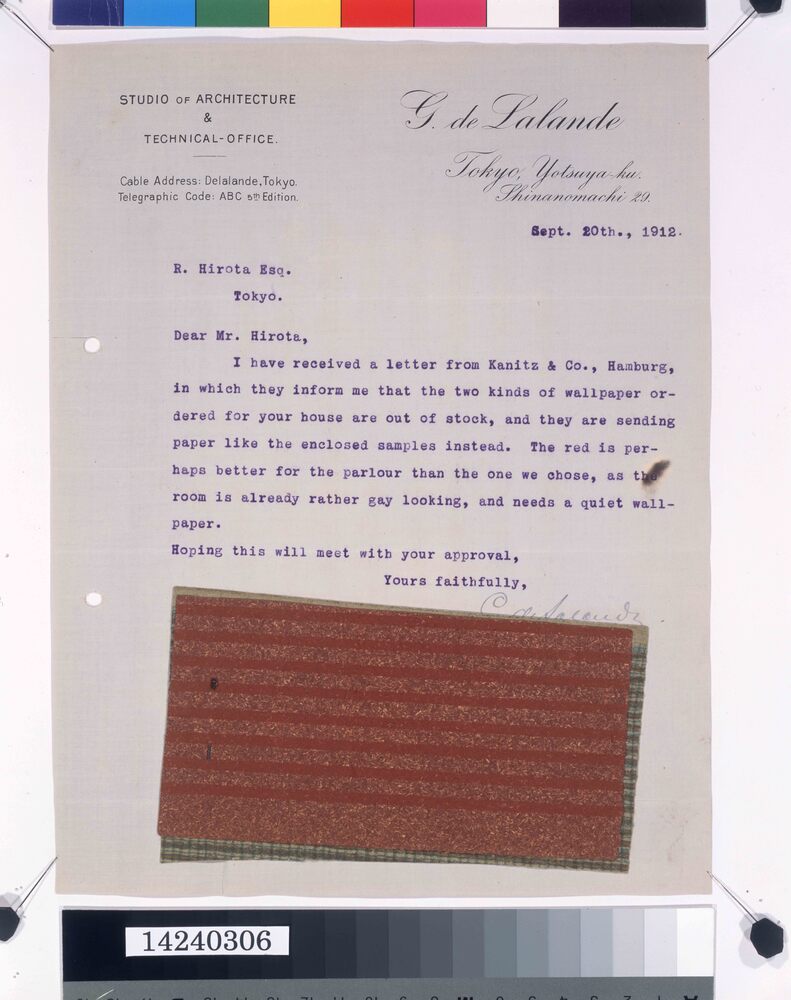 STUDIO OF ARCHITECTURE
&
TECHNICAL-OFFICE.
Cable Address: Delalande, Tokyo.
Telegraphic Code: ABC 5th Edition.
G. de Lalande
Tokyo, Yotsuya-ku.
Shinanomachi 29.
Sept. 20th., 1912.
R. Hirota Esq.
Tokyo.
Dear Mr. Hirota,
I have received a letter from Kanitz & Co., Hamburg,
in which they inform me that the two kinds of wallpaper or-
dered for your house are out of stock, and they are sending
paper like the enclosed samples instead. The red is per-
haps better for the parlour than the one we chose, as the
room is already rather gay looking, and needs a quiet wall-
paper.
Hoping this will meet with your approval,
Yours faithfully,
de Lalande
14240306